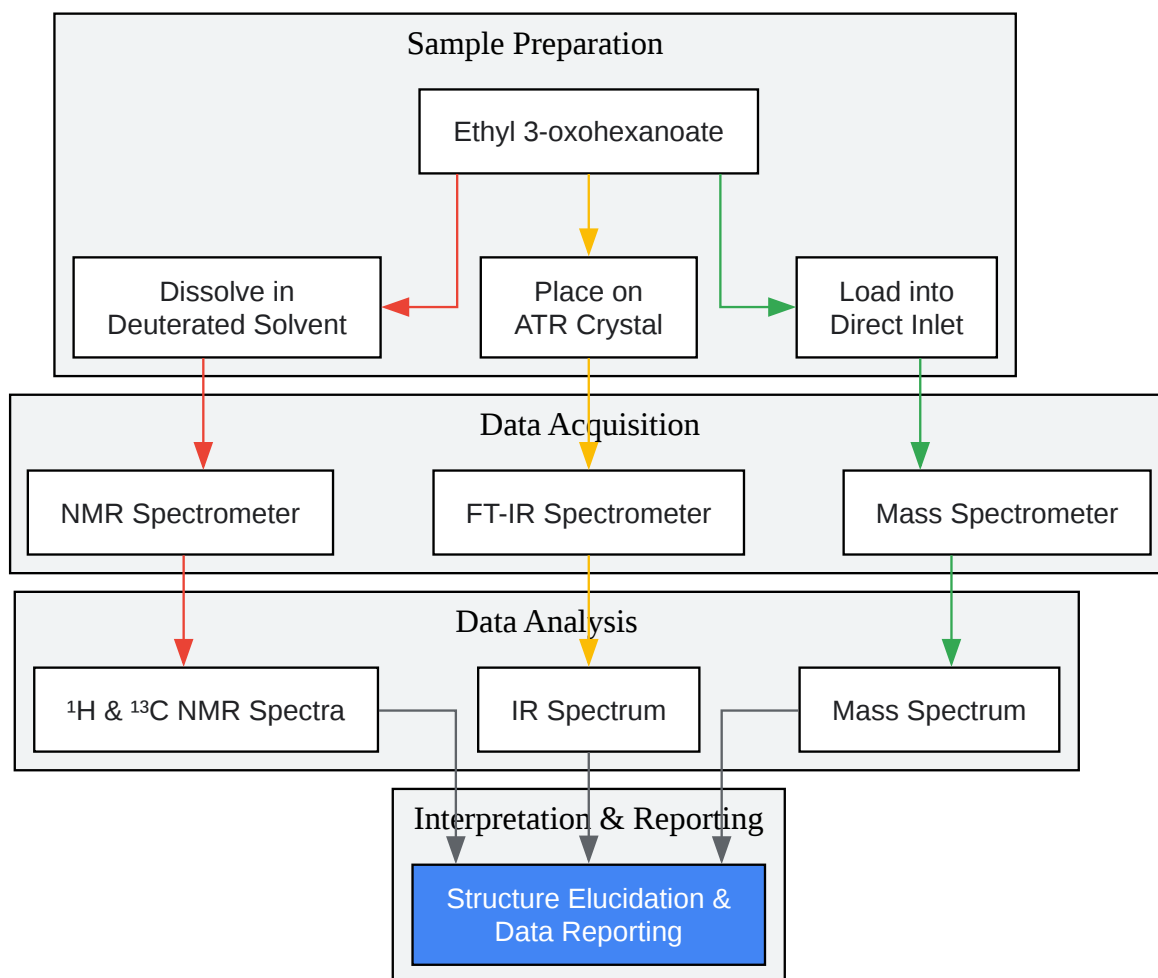 Sample Preparation
Ethyl 3-oxohexanoate
Dissolve in
Deuterated Solvent
Place on
ATR Crystal
Load into
Direct Inlet
Data Acquisition
NMR Spectrometer
FT-IR Spectrometer
Mass Spectrometer
Data Analysis
¹H & ¹³C NMR Spectra
IR Spectrum
Mass Spectrum
Interpretation & Reporting
Structure Elucidation &
Data Reporting